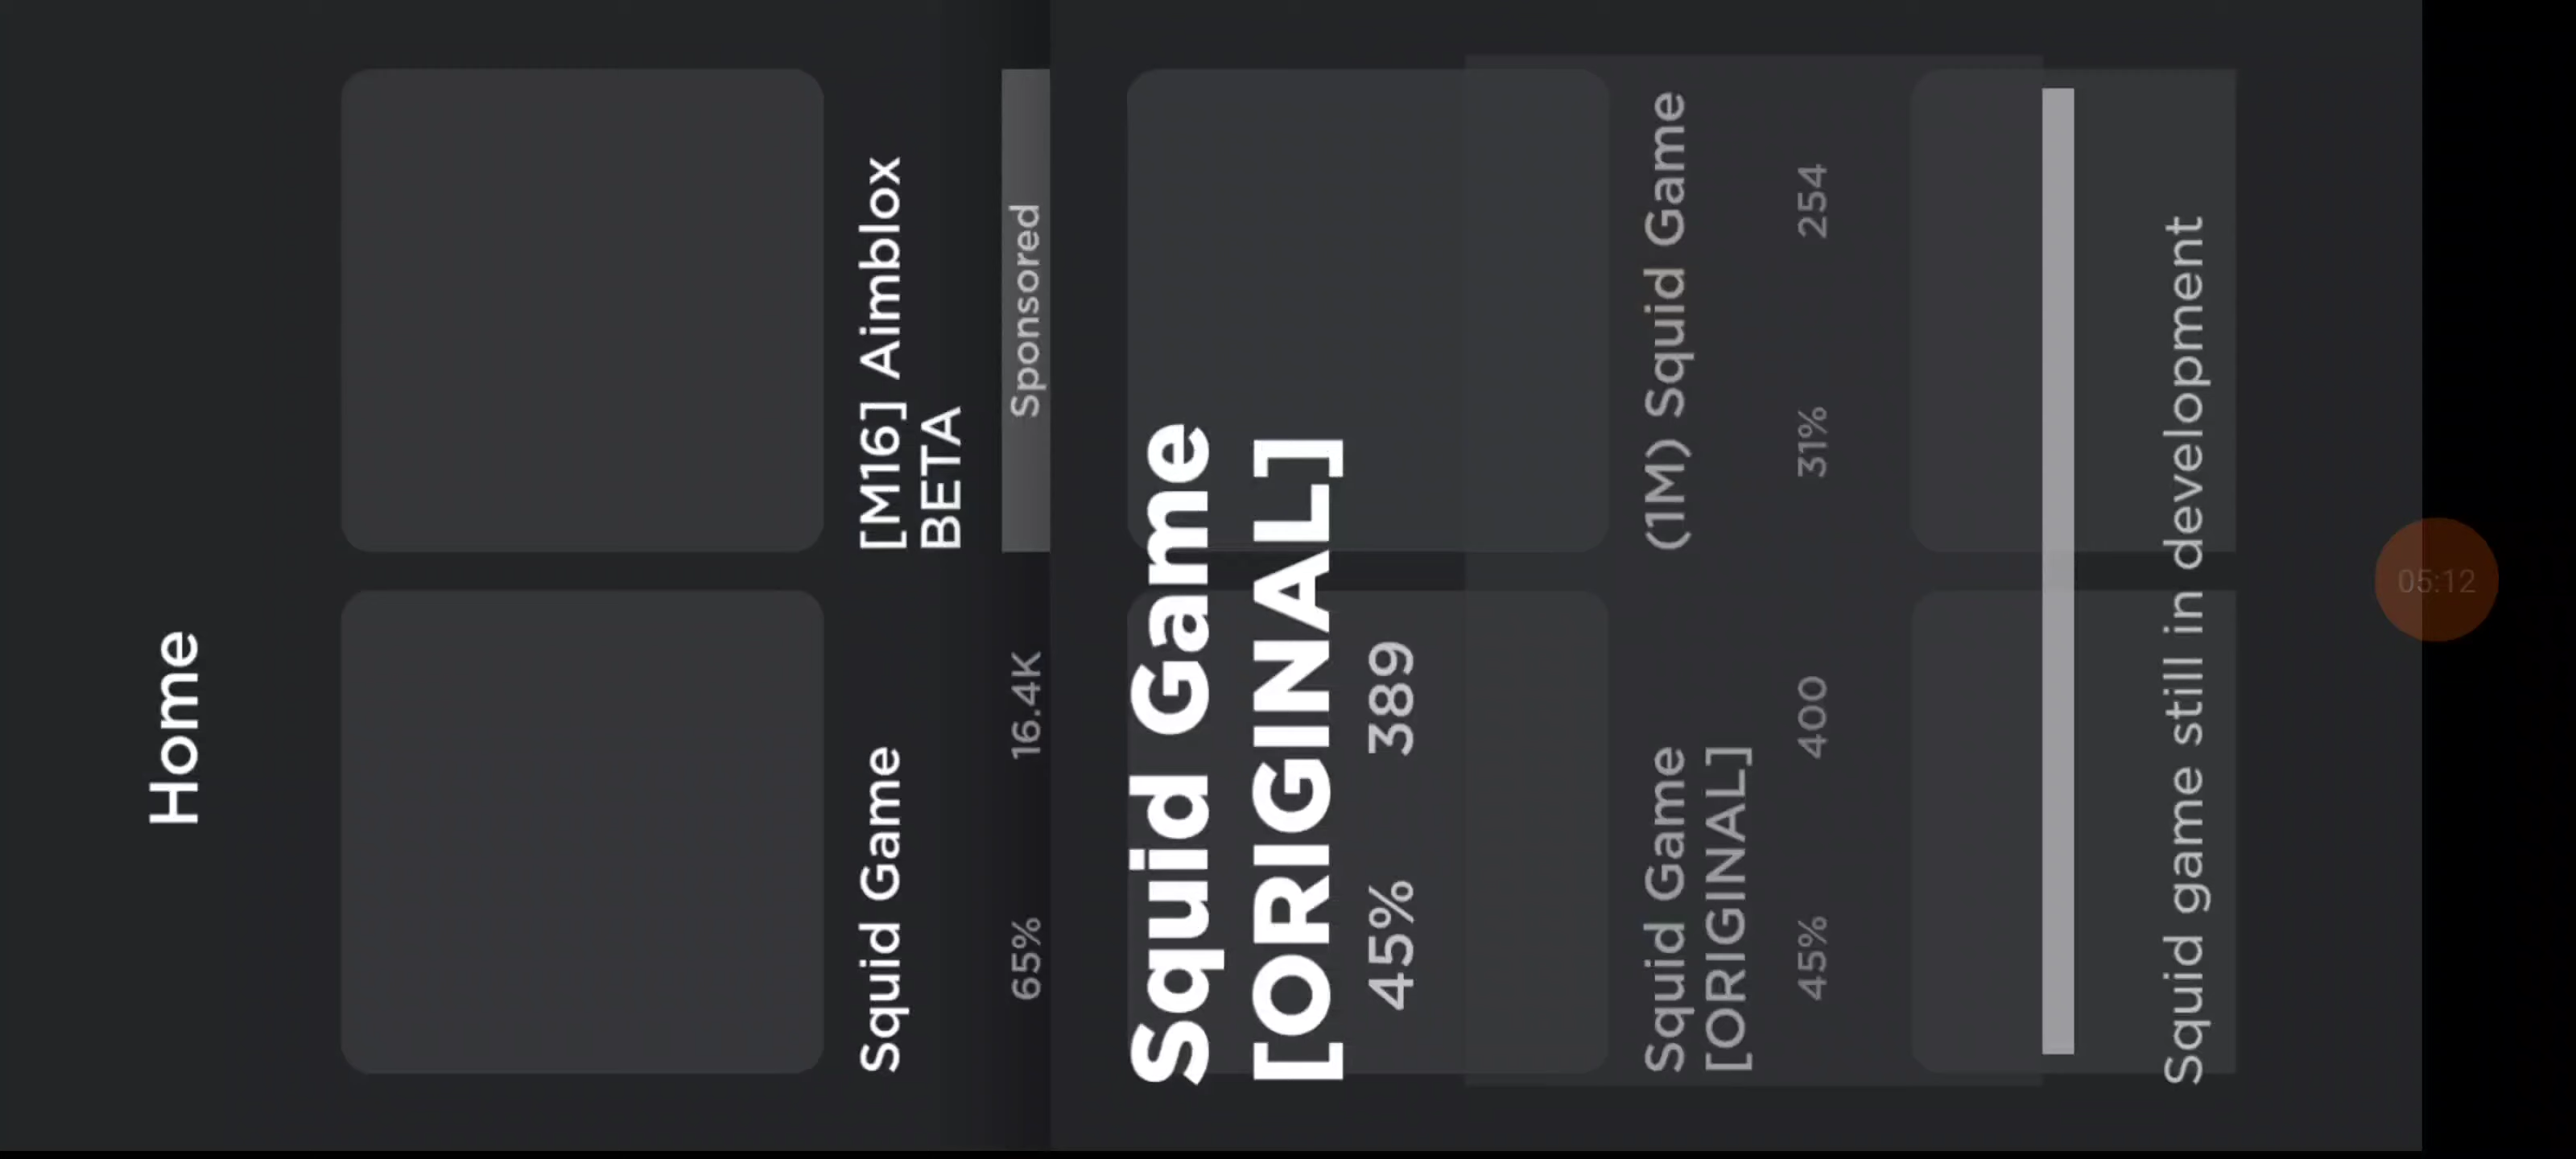 Home
Squid Game
[M16] Aimblox
BETA
65% 16.4K
Sponsored
Squid Game
[ORIGINAL]
45% 389
Squid Game
[ORIGINAL]
45% 400
(1M) Squid Game
31% 254
Squid game still in development
05:12